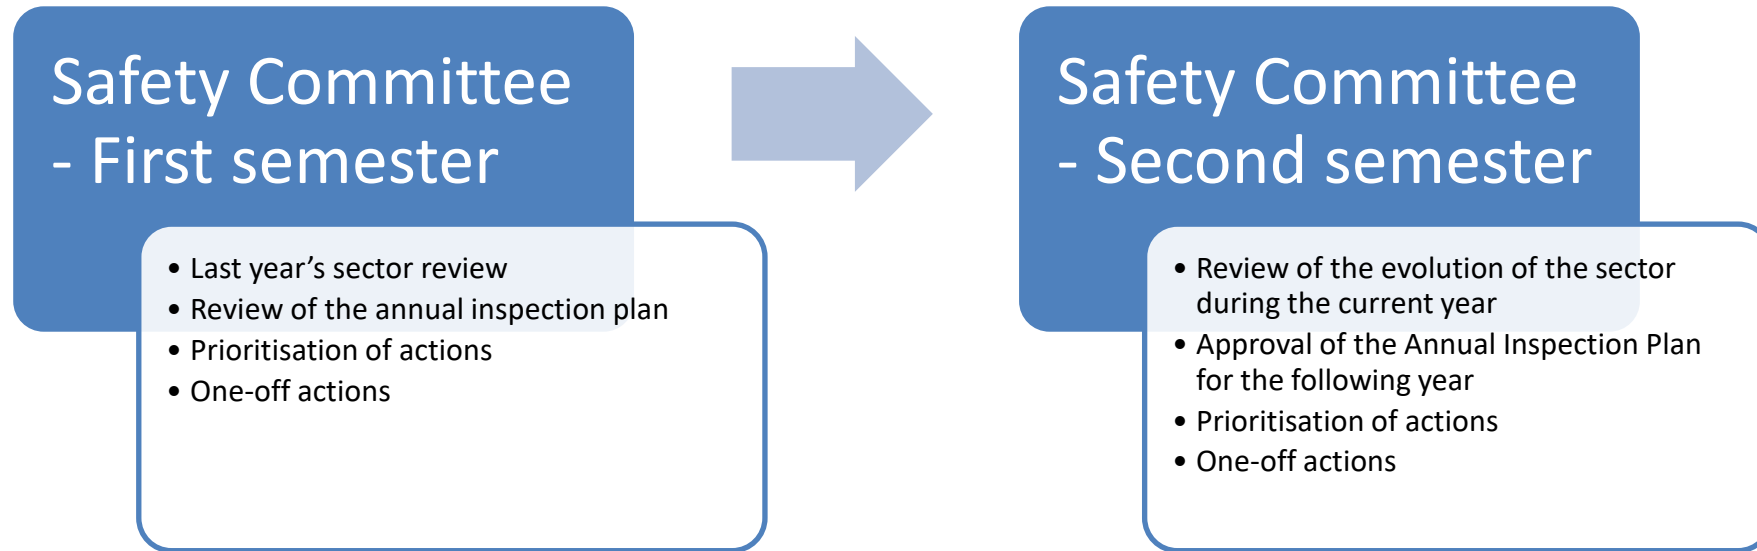 Safety Committee
- First semester
• Last year’s sector review
• Review of the annual inspection plan
• Prioritisation of actions
• One-off actions
Safety Committee
- Second semester
• Review of the evolution of the sector
during the current year
• Approval of the Annual Inspection Plan
for the following year
• Prioritisation of actions
• One-off actions